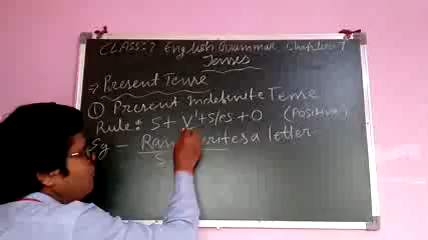 CLASS:7 English Grammar Chapter 7
Tenses
⇒ Present Tense
① Present Indefinite Tense
Rule: S + V¹+s/es + O (Positive)
Eg - Ram writes a letter
S